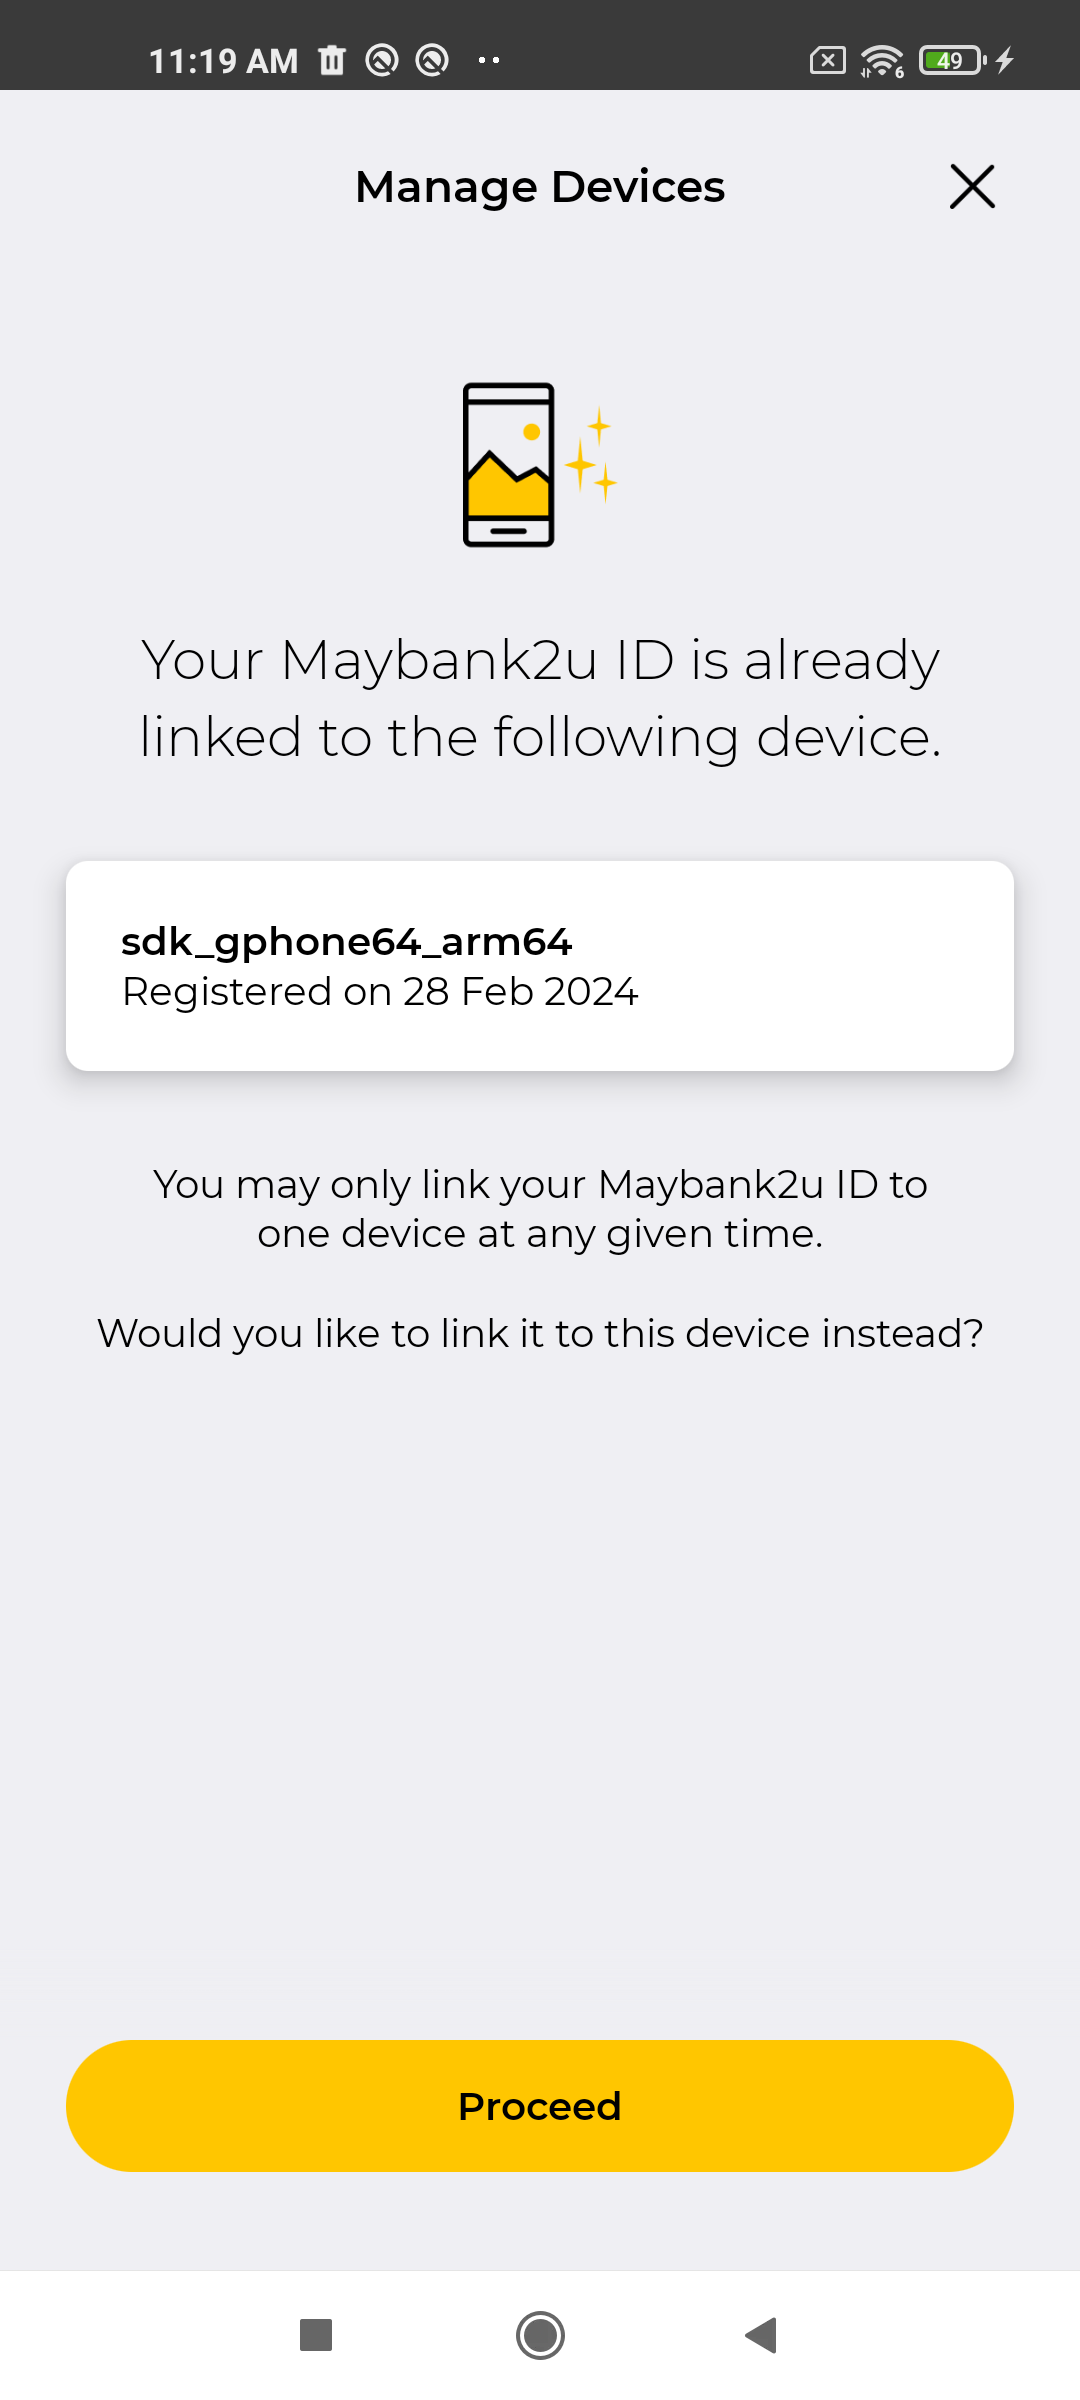 11:19 AM
6
49
Manage Devices
Your Maybank2u ID is already
linked to the following device.
sdk_gphone64_arm64
Registered on 28 Feb 2024
You may only link your Maybank2u ID to
one device at any given time.
Would you like to link it to this device instead?
Proceed